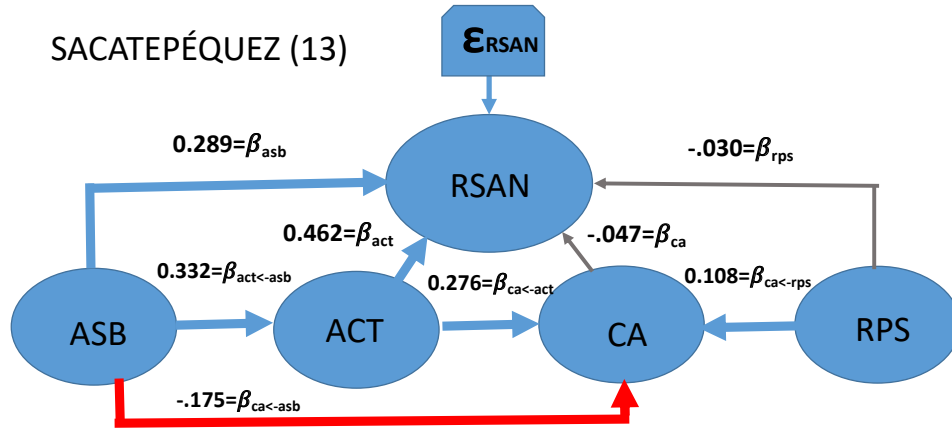 SACATEPÉQUEZ (13)
εRSAN
0.289=βasb
-.030=βrps
RSAN
0.462=βact
-.047=βca
0.332=βact<-asb
0.276=βca<-act
0.108=βca<-rps
ASB
ACT
CA
RPS
-.175=βca<-asb